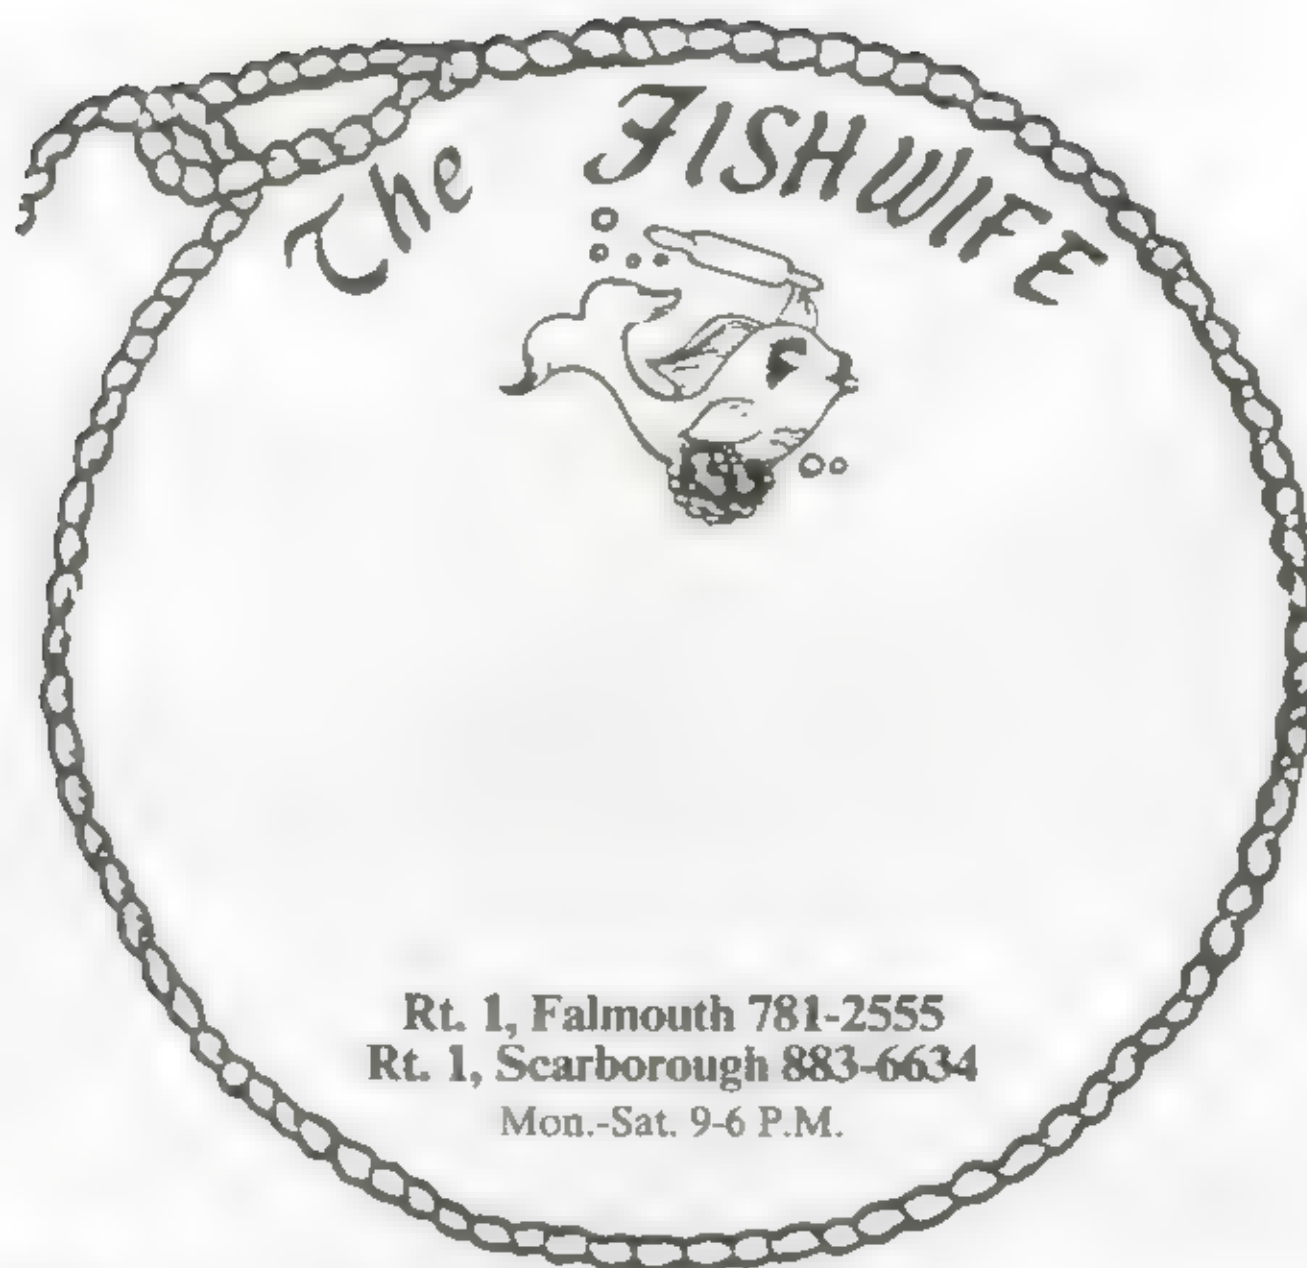 The FISHWIFE
Rt. 1, Falmouth 781-2555
Rt. 1, Scarborough 883-6634
Mon.-Sat. 9-6 P.M.